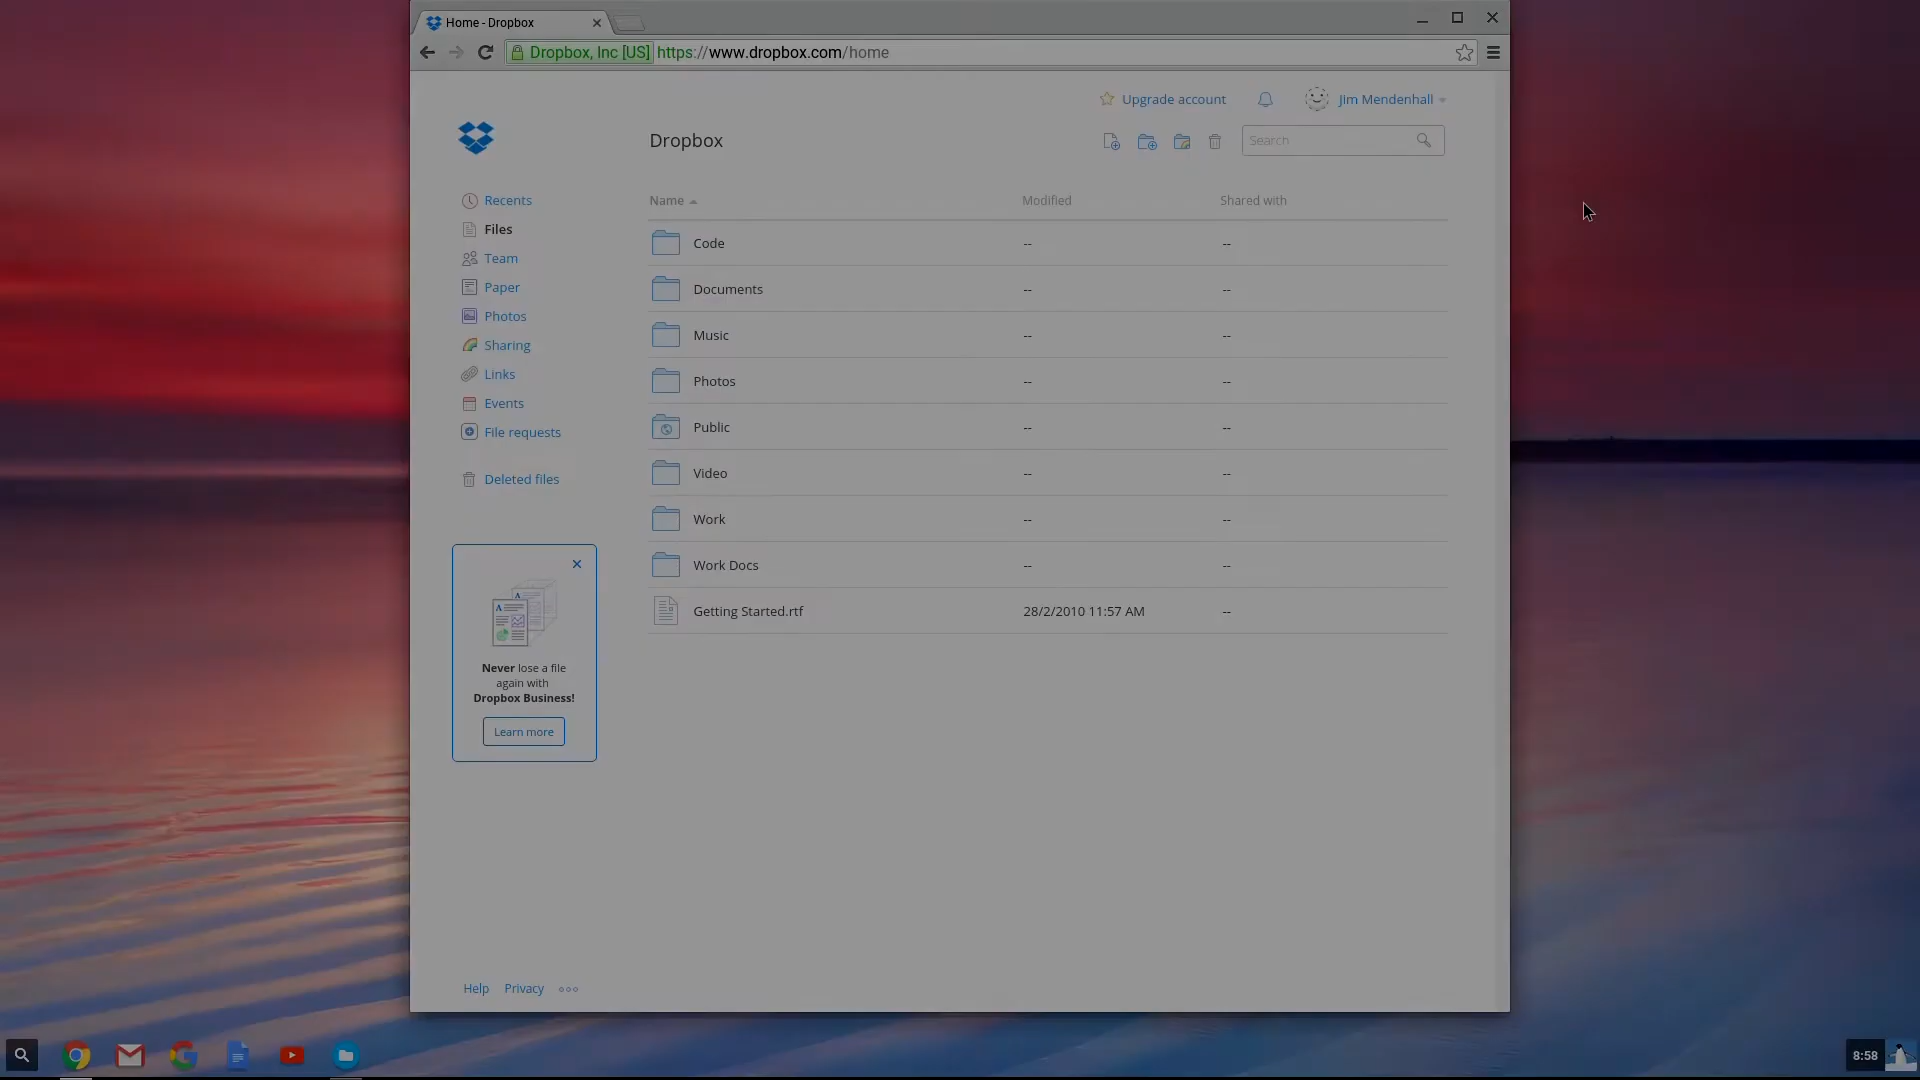 Home - Dropbox
Dropbox, Inc [US] https://www.dropbox.com/home
Upgrade account
Jim Mendenhall
Dropbox
Search
Recents
Files
Team
Paper
Photos
Sharing
Links
Events
File requests
Deleted files
Name Modified Shared with
Code -- --
Documents -- --
Music -- --
Photos -- --
Public -- --
Video -- --
Work -- --
Work Docs -- --
Getting Started.rtf 28/2/2010 11:57 AM --
Never lose a file
again with
Dropbox Business!
Learn more
Help Privacy
8:58